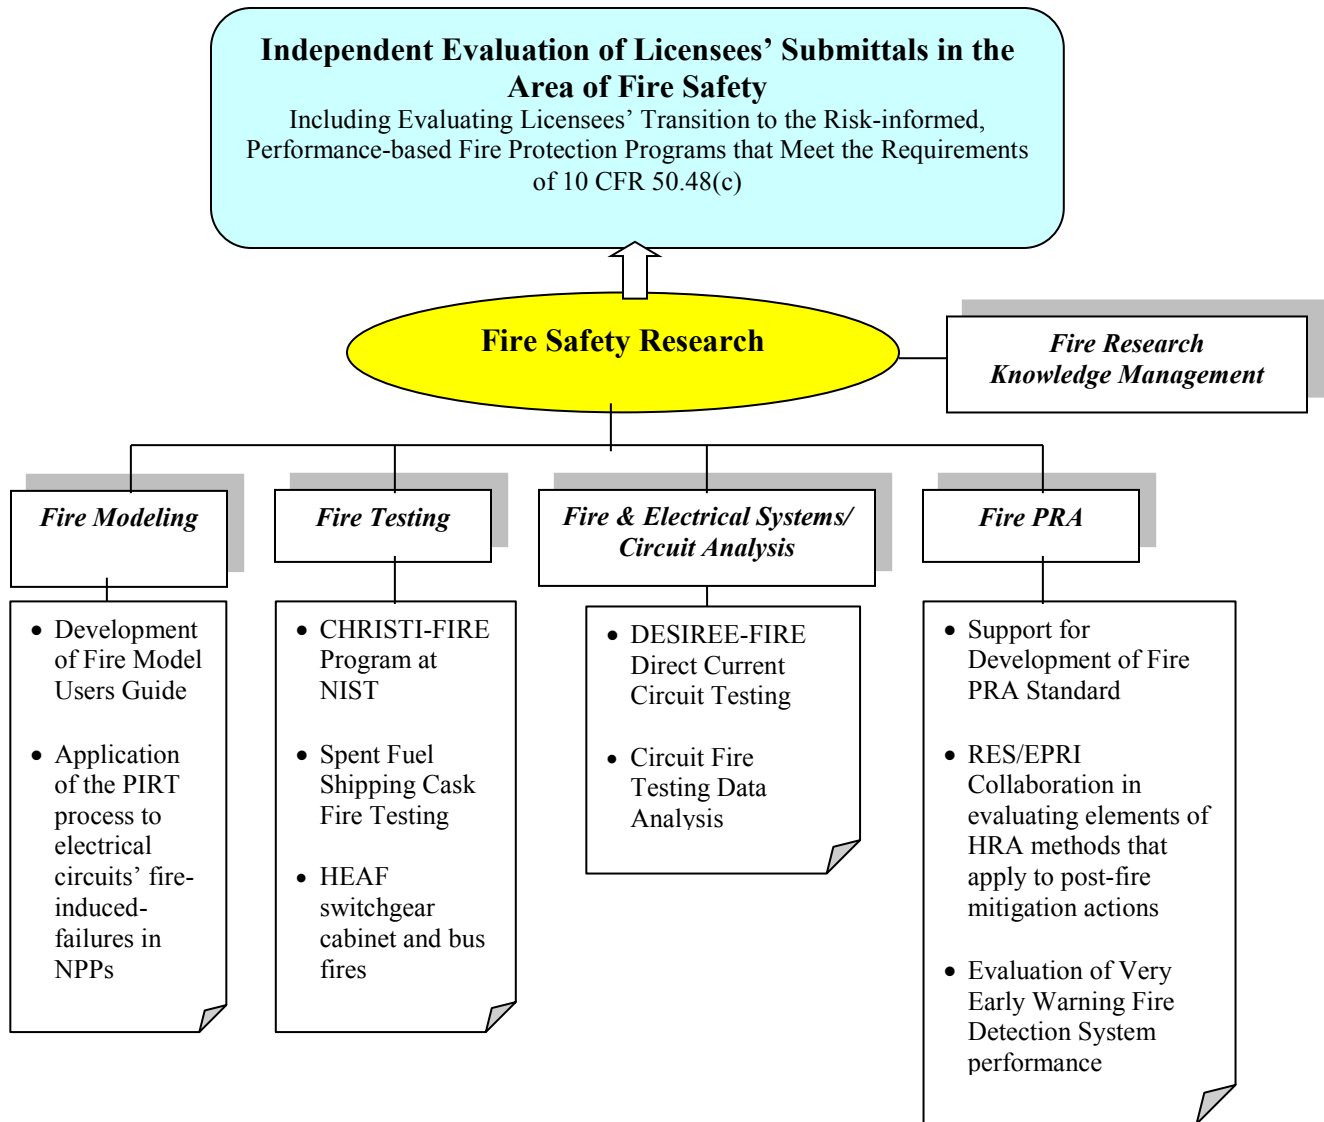 Independent Evaluation of Licensees’ Submittals in the
Area of Fire Safety
Including Evaluating Licensees’ Transition to the Risk-informed,
Performance-based Fire Protection Programs that Meet the Requirements
of 10 CFR 50.48(c)
Fire Safety Research
Fire Research
Knowledge Management
Fire Modeling
Fire Testing
Fire & Electrical Systems/
Circuit Analysis
Fire PRA
• Development
of Fire Model
Users Guide
• Application
of the PIRT
process to
electrical
circuits’ fire-
induced-
failures in
NPPs
• CHRISTI-FIRE
Program at
NIST
• Spent Fuel
Shipping Cask
Fire Testing
• HEAF
switchgear
cabinet and bus
fires
• DESIREE-FIRE
Direct Current
Circuit Testing
• Circuit Fire
Testing Data
Analysis
• Support for
Development of Fire
PRA Standard
• RES/EPRI
Collaboration in
evaluating elements of
HRA methods that
apply to post-fire
mitigation actions
• Evaluation of Very
Early Warning Fire
Detection System
performance